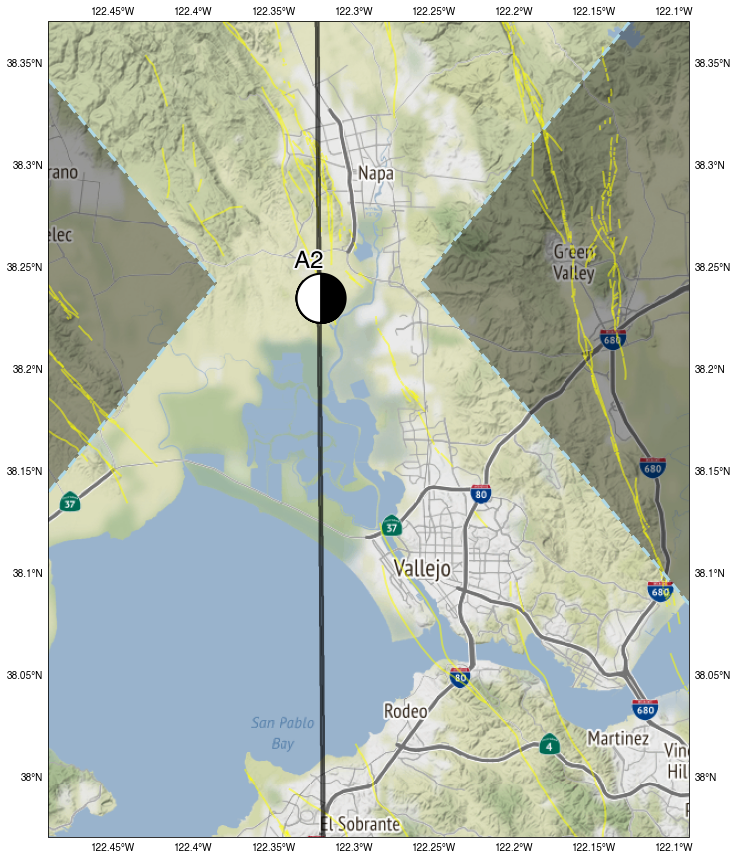 122.45°W 122.4°W 122.35°W 122.3°W 122.25°W 122.2°W 122.15°W 122.1°W
38.35°N 38.35°N
38.3°N 38.3°N
rano
Napa
elec
Green
Valley
A2
38.25°N 38.25°N
680
38.2°N 38.2°N
38.15°N 38.15°N
680
80
37
37
Vallejo
38.1°N 38.1°N
680
38.05°N 38.05°N
80
680
Rodeo
San Pablo
Bay
4
Martinez
Vin
Hil
38°N 38°N
El Sobrante
122.45°W 122.4°W 122.35°W 122.3°W 122.25°W 122.2°W 122.15°W 122.1°W